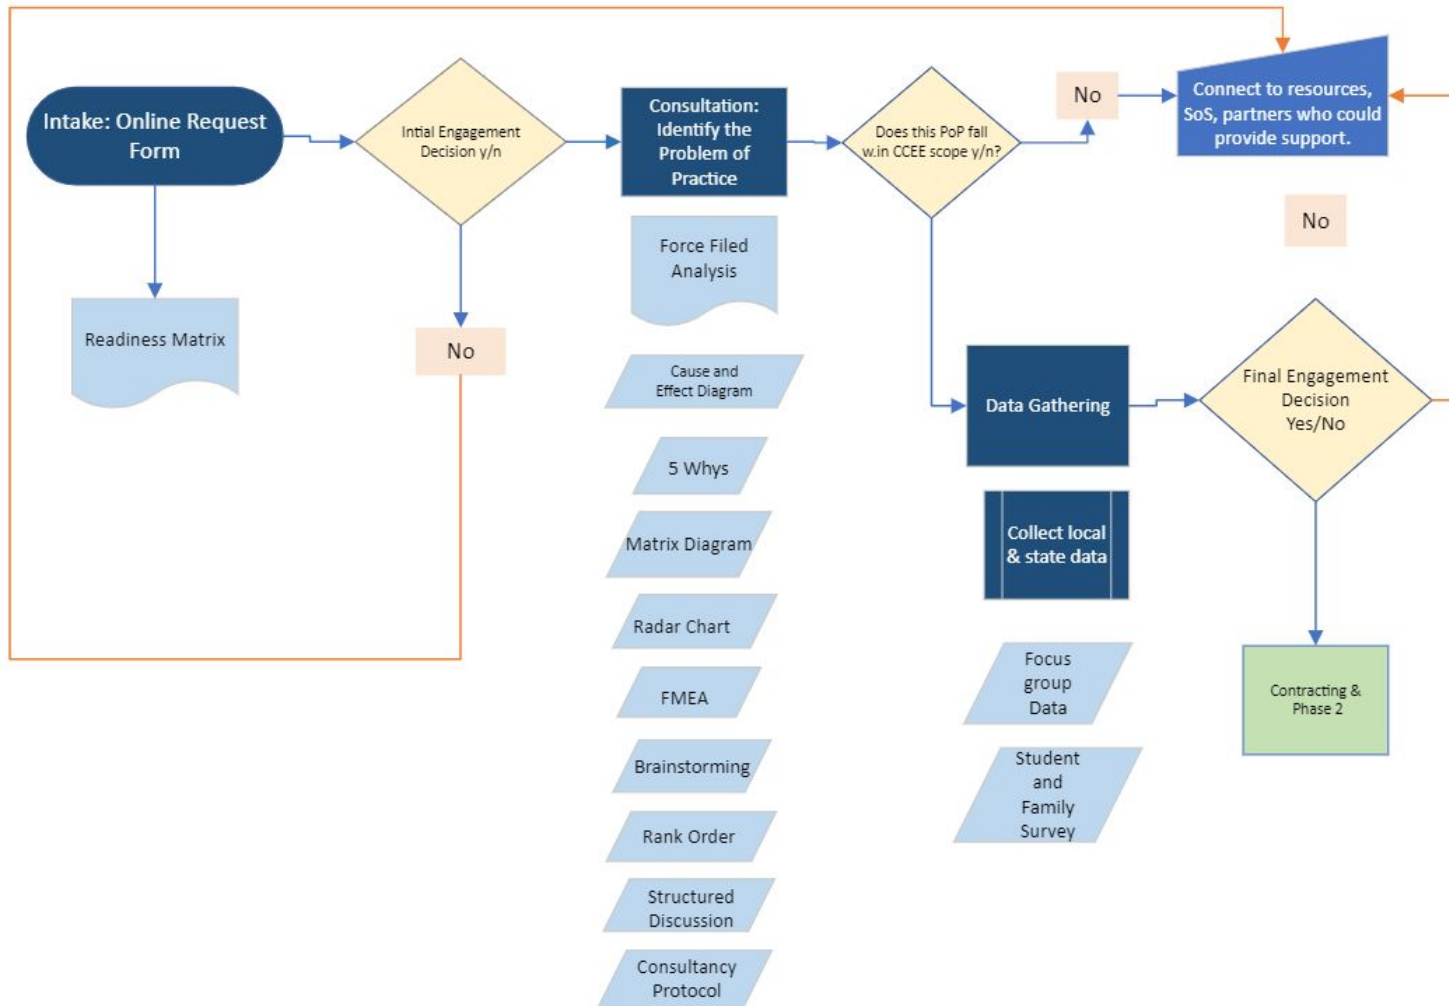 Intake: Online Request
Form
Readiness Matrix
Intial Engagement
Decision y/n
No
Consultation:
Identify the
Problem of
Practice
Force Filed
Analysis
Cause and
Effect Diagram
5 Whys
Matrix Diagram
Radar Chart
FMEA
Brainstorming
Rank Order
Structured
Discussion
Consultancy
Protocol
Does this PoP fall
w.in CCEE scope y/n?
No
Connect to resources,
SoS, partners who could
provide support.
No
Data Gathering
Collect local
& state data
Focus
group
Data
Student
and
Family
Survey
Final Engagement
Decision
Yes/No
Contracting &
Phase 2